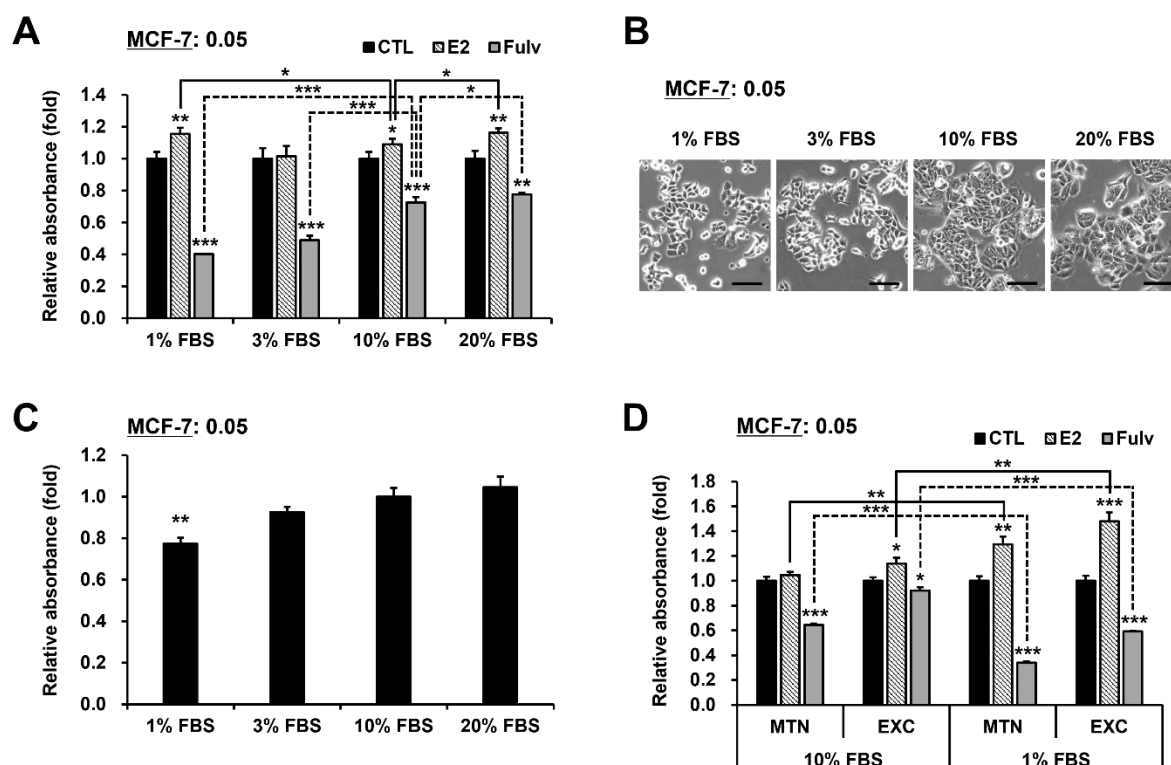 A
MCF-7: 0.05
CTL E2 Fulv
* *
*** *
***
** * **
*** **
*** ***
Relative absorbance (fold)
1.4
1.2
1.0
0.8
0.6
0.4
0.2
0.0
1% FBS 3% FBS 10% FBS 20% FBS
B
MCF-7: 0.05
1% FBS 3% FBS 10% FBS 20% FBS
C
MCF-7: 0.05
Relative absorbance (fold)
1.2
1.0
0.8
0.6
0.4
0.2
0.0
**
1% FBS 3% FBS 10% FBS 20% FBS
D
MCF-7: 0.05
CTL E2 Fulv
Relative absorbance (fold)
1.8
1.6
1.4
1.2
1.0
0.8
0.6
0.4
0.2
0.0
**
** ***
*** ** ***
* *
*** *** ***
MTN EXC MTN EXC
10% FBS 1% FBS